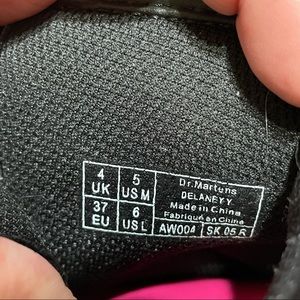 4 UK
5 US M
37 EU
6 US L
Dr.Martens
DELANEY Y
Made in China
Fabriqué en Chine
AW004 SK 05 R